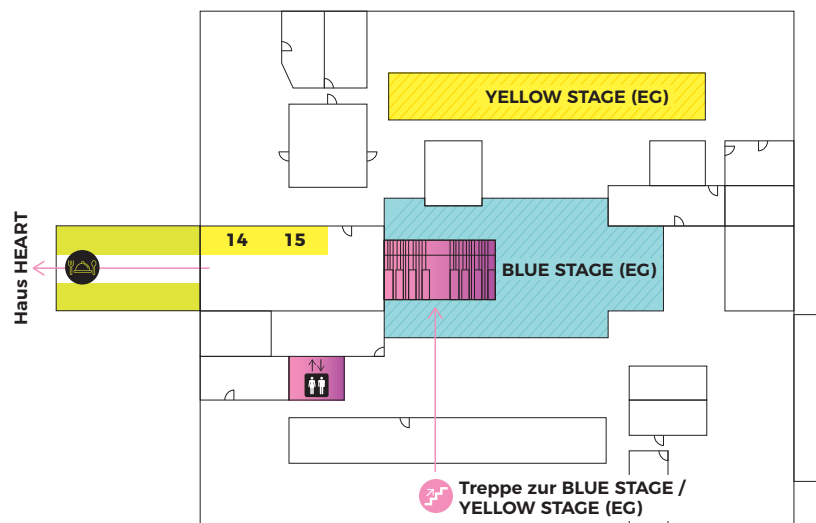 YELLOW STAGE (EG)
14 15
BLUE STAGE (EG)
Haus HEART
Treppe zur BLUE STAGE /
YELLOW STAGE (EG)